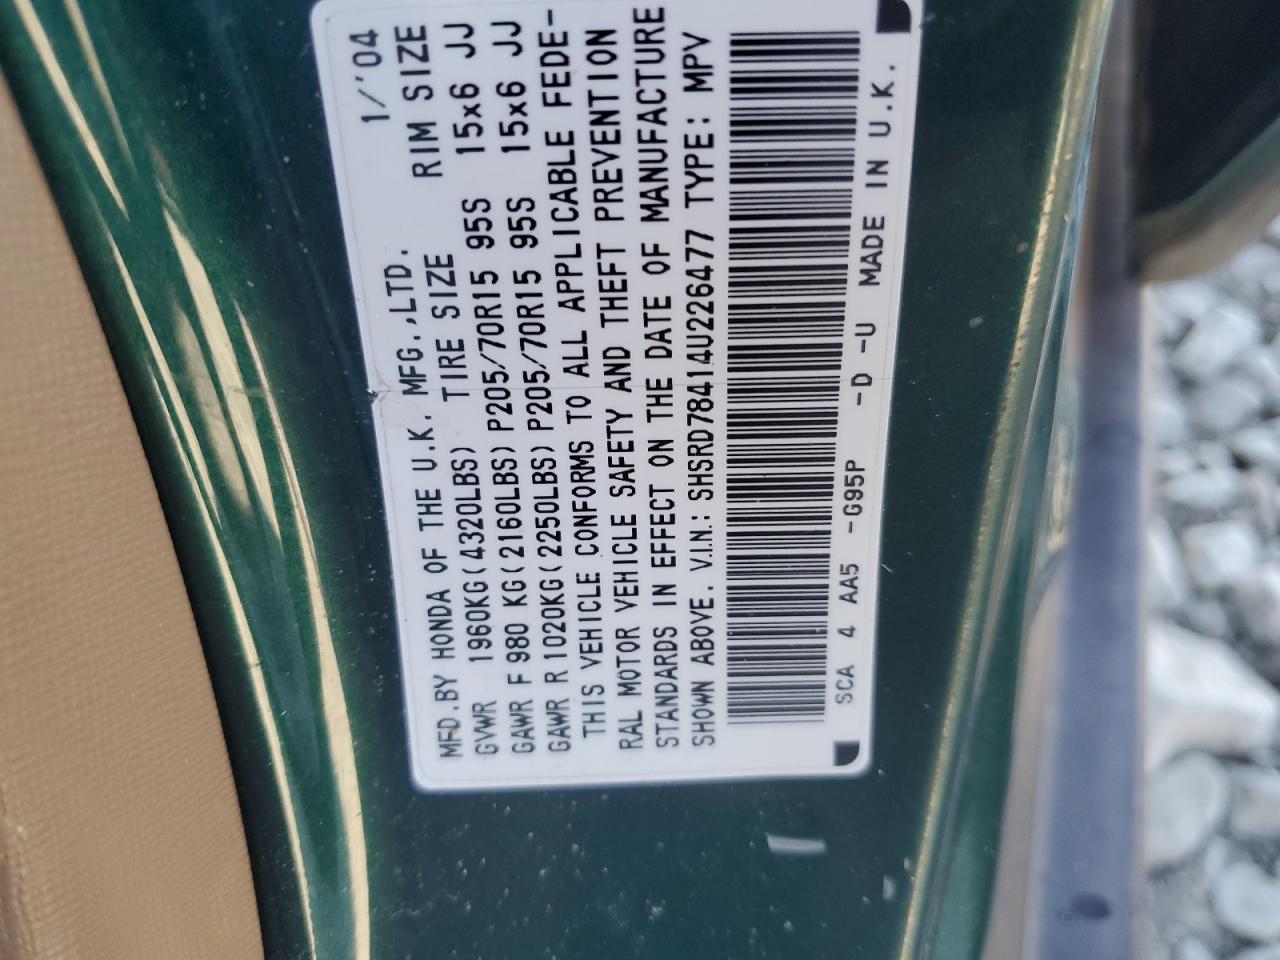 MFD.BY HONDA OF THE U.K. MFG.,LTD. 1/'04
GVWR 1960KG(4320LBS) TIRE SIZE RIM SIZE
GAWR F 980 KG(2160LBS) P205/70R15 95S 15x6 JJ
GAWR R 1020KG(2250LBS) P205/70R15 95S 15x6 JJ
THIS VEHICLE CONFORMS TO ALL APPLICABLE FEDE-
RAL MOTOR VEHICLE SAFETY AND THEFT PREVENTION
STANDARDS IN EFFECT ON THE DATE OF MANUFACTURE
SHOWN ABOVE. V.I.N.: SHSRD78414U226477 TYPE: MPV
SCA 4 AA5 -G95P -D -U MADE IN U.K.